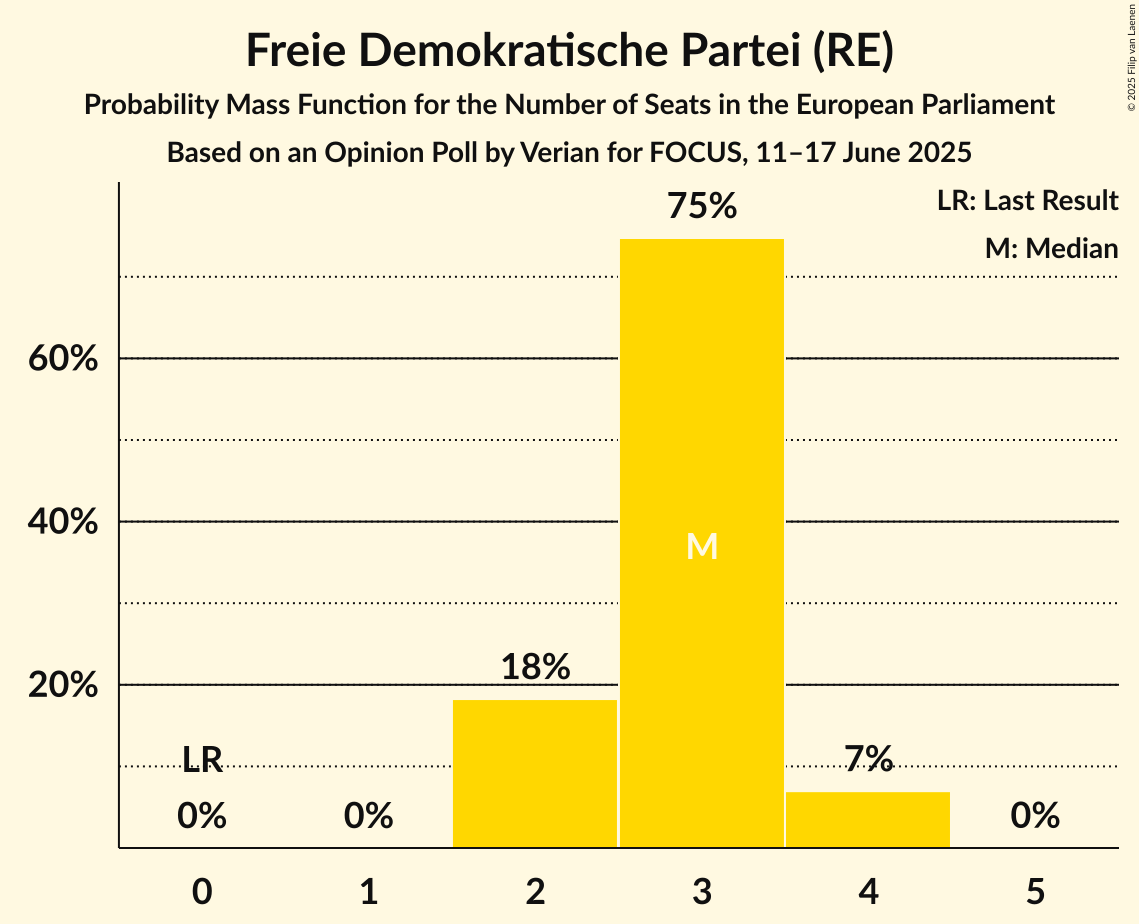 Freie Demokratische Partei (RE)
Probability Mass Function for the Number of Seats in the European Parliament
Based on an Opinion Poll by Verian for FOCUS, 11–17 June 2025
© 2025 Filip van Laenen
LR: Last Result
M: Median
75%
60%
40%
M
18%
20%
LR
7%
0%
0%
0%
0 1 2 3 4 5